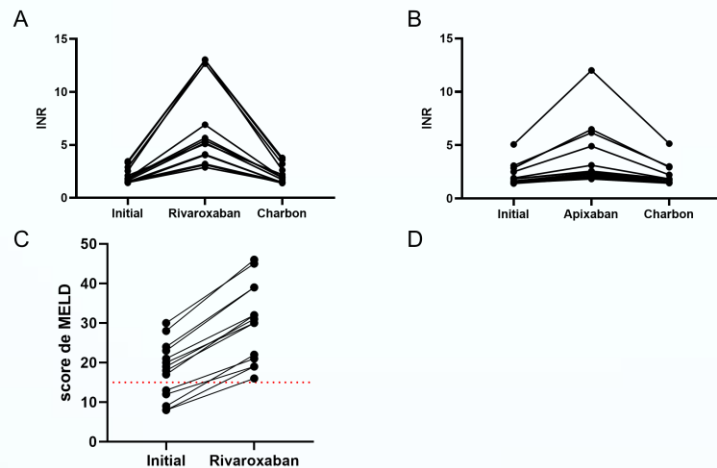 A
INR
15
10
5
0
Initial Rivaroxaban Charbon
B
INR
15
10
5
0
Initial Apixaban Charbon
C
score de MELD
50
40
30
20
10
0
Initial Rivaroxaban
D